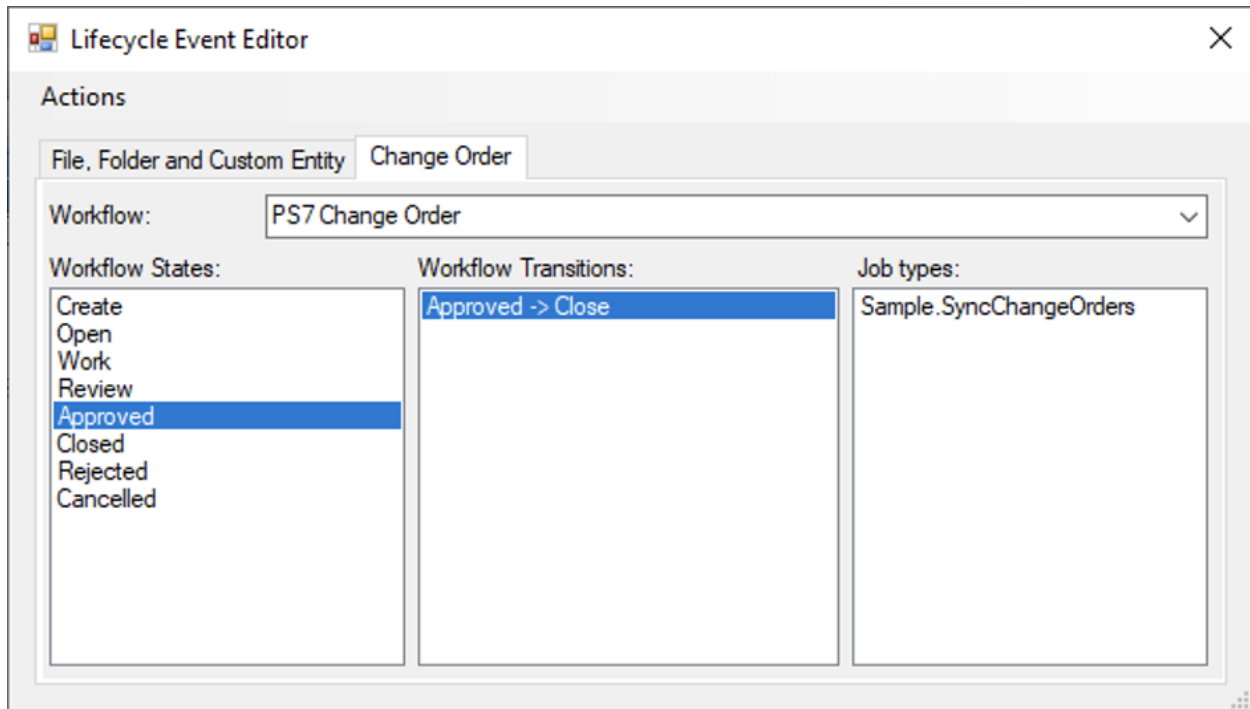 Lifecycle Event Editor
Actions
File, Folder and Custom Entity
Change Order
Workflow:
PS7 Change Order
Workflow States:
Create
Open
Work
Review
Approved
Closed
Rejected
Cancelled
Workflow Transitions:
Approved -> Close
Job types:
Sample.SyncChangeOrders